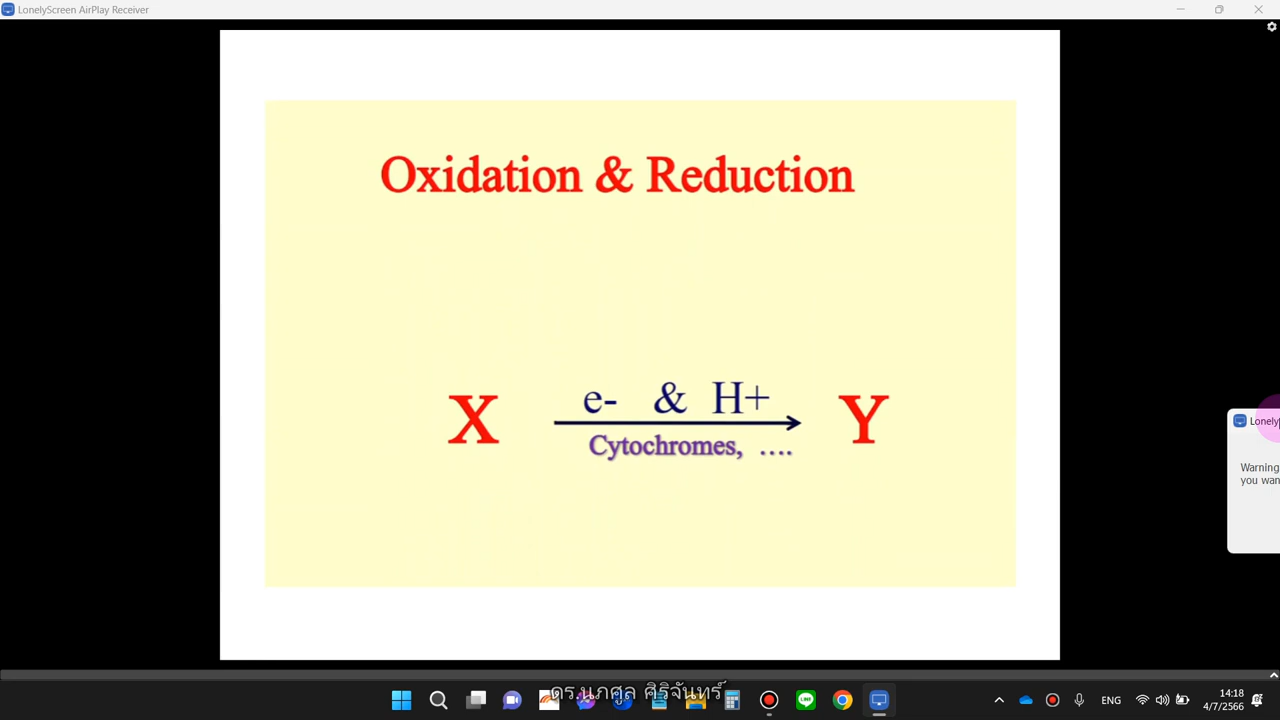 LonelyScreen AirPlay Receiver
Oxidation & Reduction
X
e- & H+
Y
Cytochromes, ....
Lonely
Warning
you wan
ดร.นภศูล ศิริจันทร์
ENG
14:18
4/7/2566